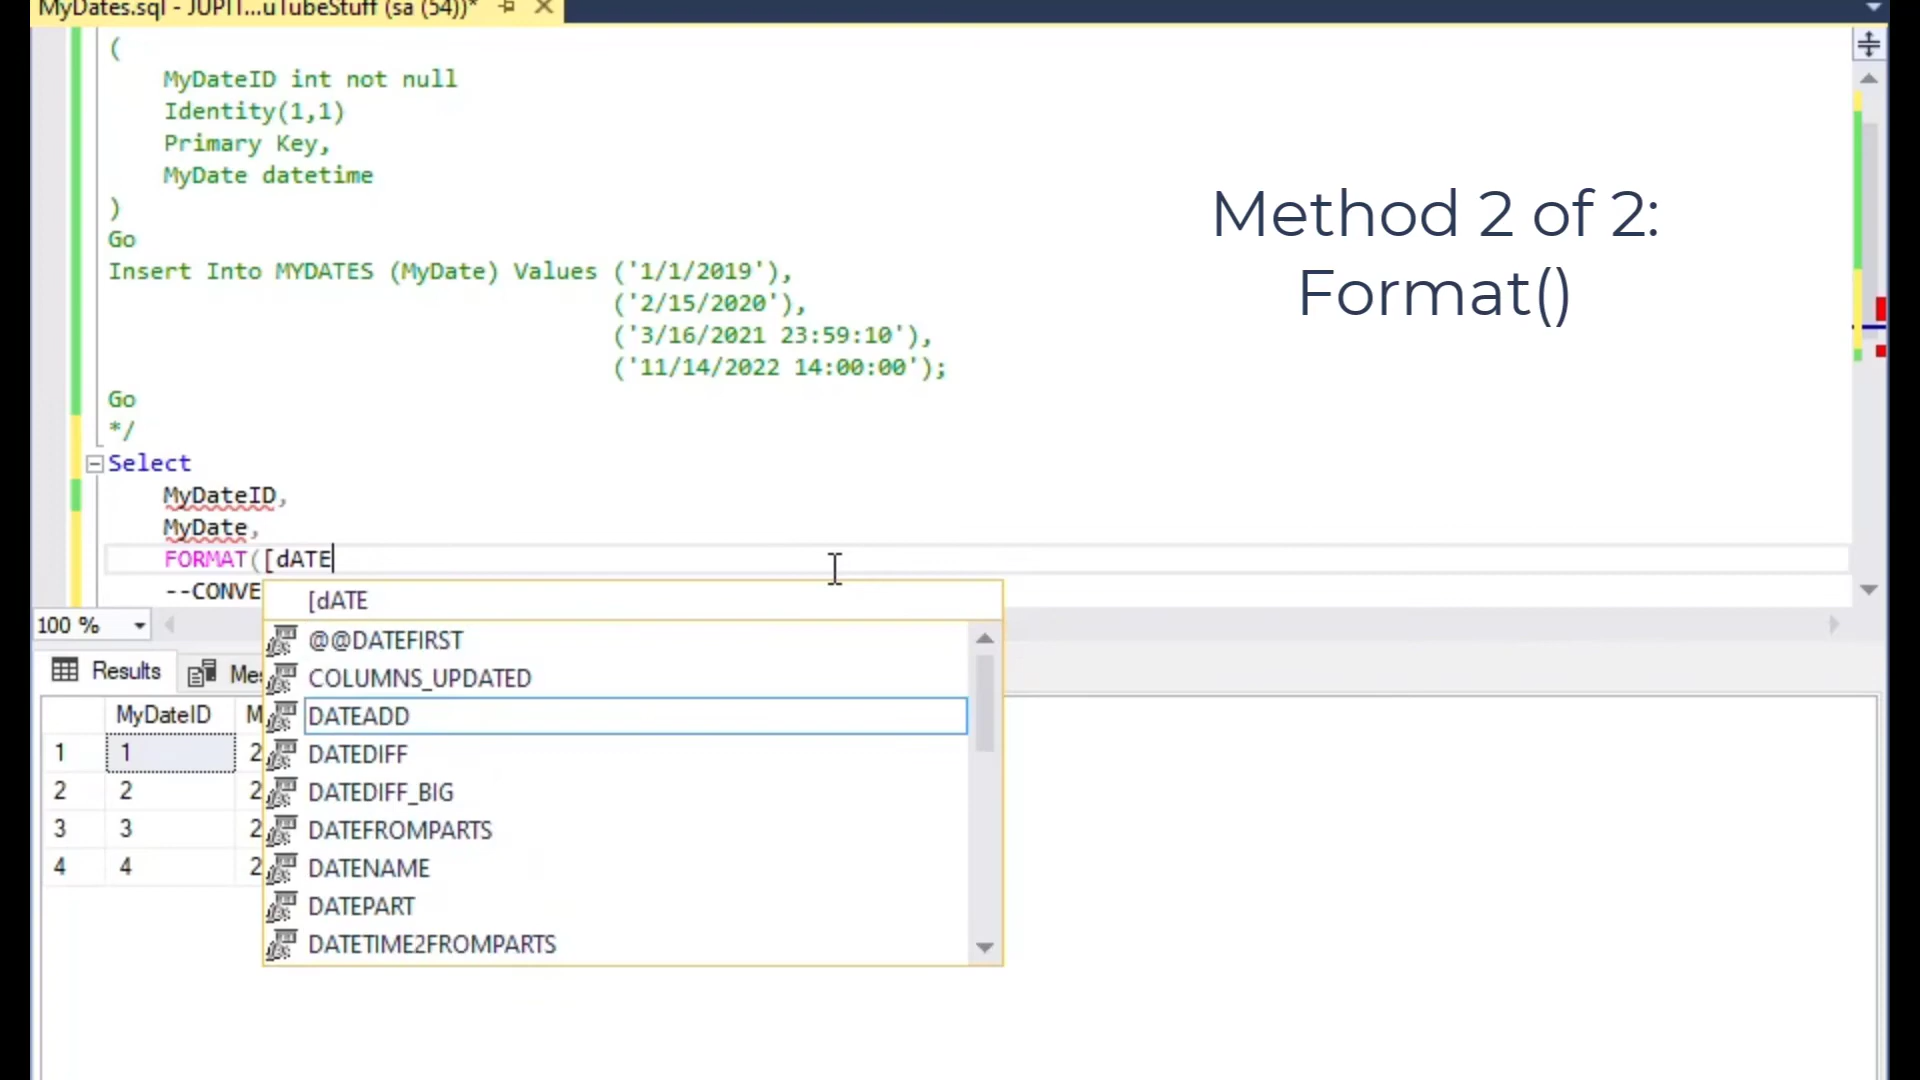 MyDates.sql - JUPIT...uTubeStuff (sa (54))*
(
MyDateID int not null
Identity(1,1)
Primary Key,
MyDate datetime
)
Go
Insert Into MYDATES (MyDate) Values ('1/1/2019'),
('2/15/2020'),
('3/16/2021 23:59:10'),
('11/14/2022 14:00:00');
Go
*/
Select
MyDateID,
MyDate,
FORMAT([dATE
--CONVE
Method 2 of 2:
Format()
[dATE
@@DATEFIRST
COLUMNS_UPDATED
DATEADD
DATEDIFF
DATEDIFF_BIG
DATEFROMPARTS
DATENAME
DATEPART
DATETIME2FROMPARTS
100 %
Results Mes
MyDateID M
1 1 2
2 2 2
3 3 2
4 4 2